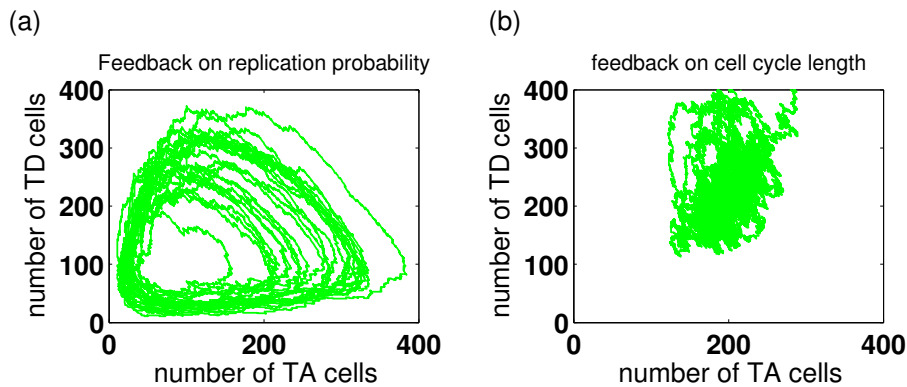 (a)
Feedback on replication probability
number of TD cells
400
300
200
100
0
0 200 400
number of TA cells
(b)
feedback on cell cycle length
number of TD cells
400
300
200
100
0
0 200 400
number of TA cells